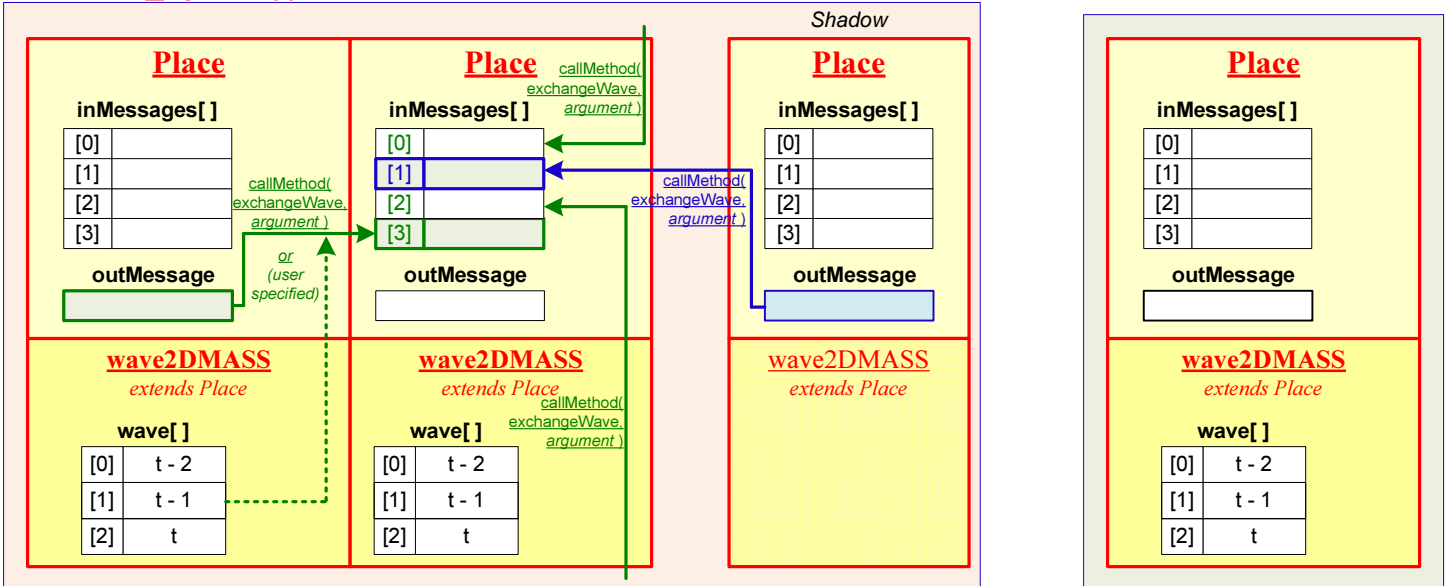 Shadow
Place
inMessages[ ]
[0]
[1]
[2]
[3]
outMessage
callMethod(
exchangeWave,
argument )
or
(user
specified)
wave2DMASS
extends Place
wave[ ]
[0] t - 2
[1] t - 1
[2] t
Place
callMethod(
exchangeWave,
argument )
inMessages[ ]
[0]
[1]
[2]
[3]
outMessage
wave2DMASS
extends Place
callMethod(
exchangeWave,
argument )
wave[ ]
[0] t - 2
[1] t - 1
[2] t
callMethod(
exchangeWave,
argument )
Place
inMessages[ ]
[0]
[1]
[2]
[3]
outMessage
wave2DMASS
extends Place
Place
inMessages[ ]
[0]
[1]
[2]
[3]
outMessage
wave2DMASS
extends Place
wave[ ]
[0] t - 2
[1] t - 1
[2] t